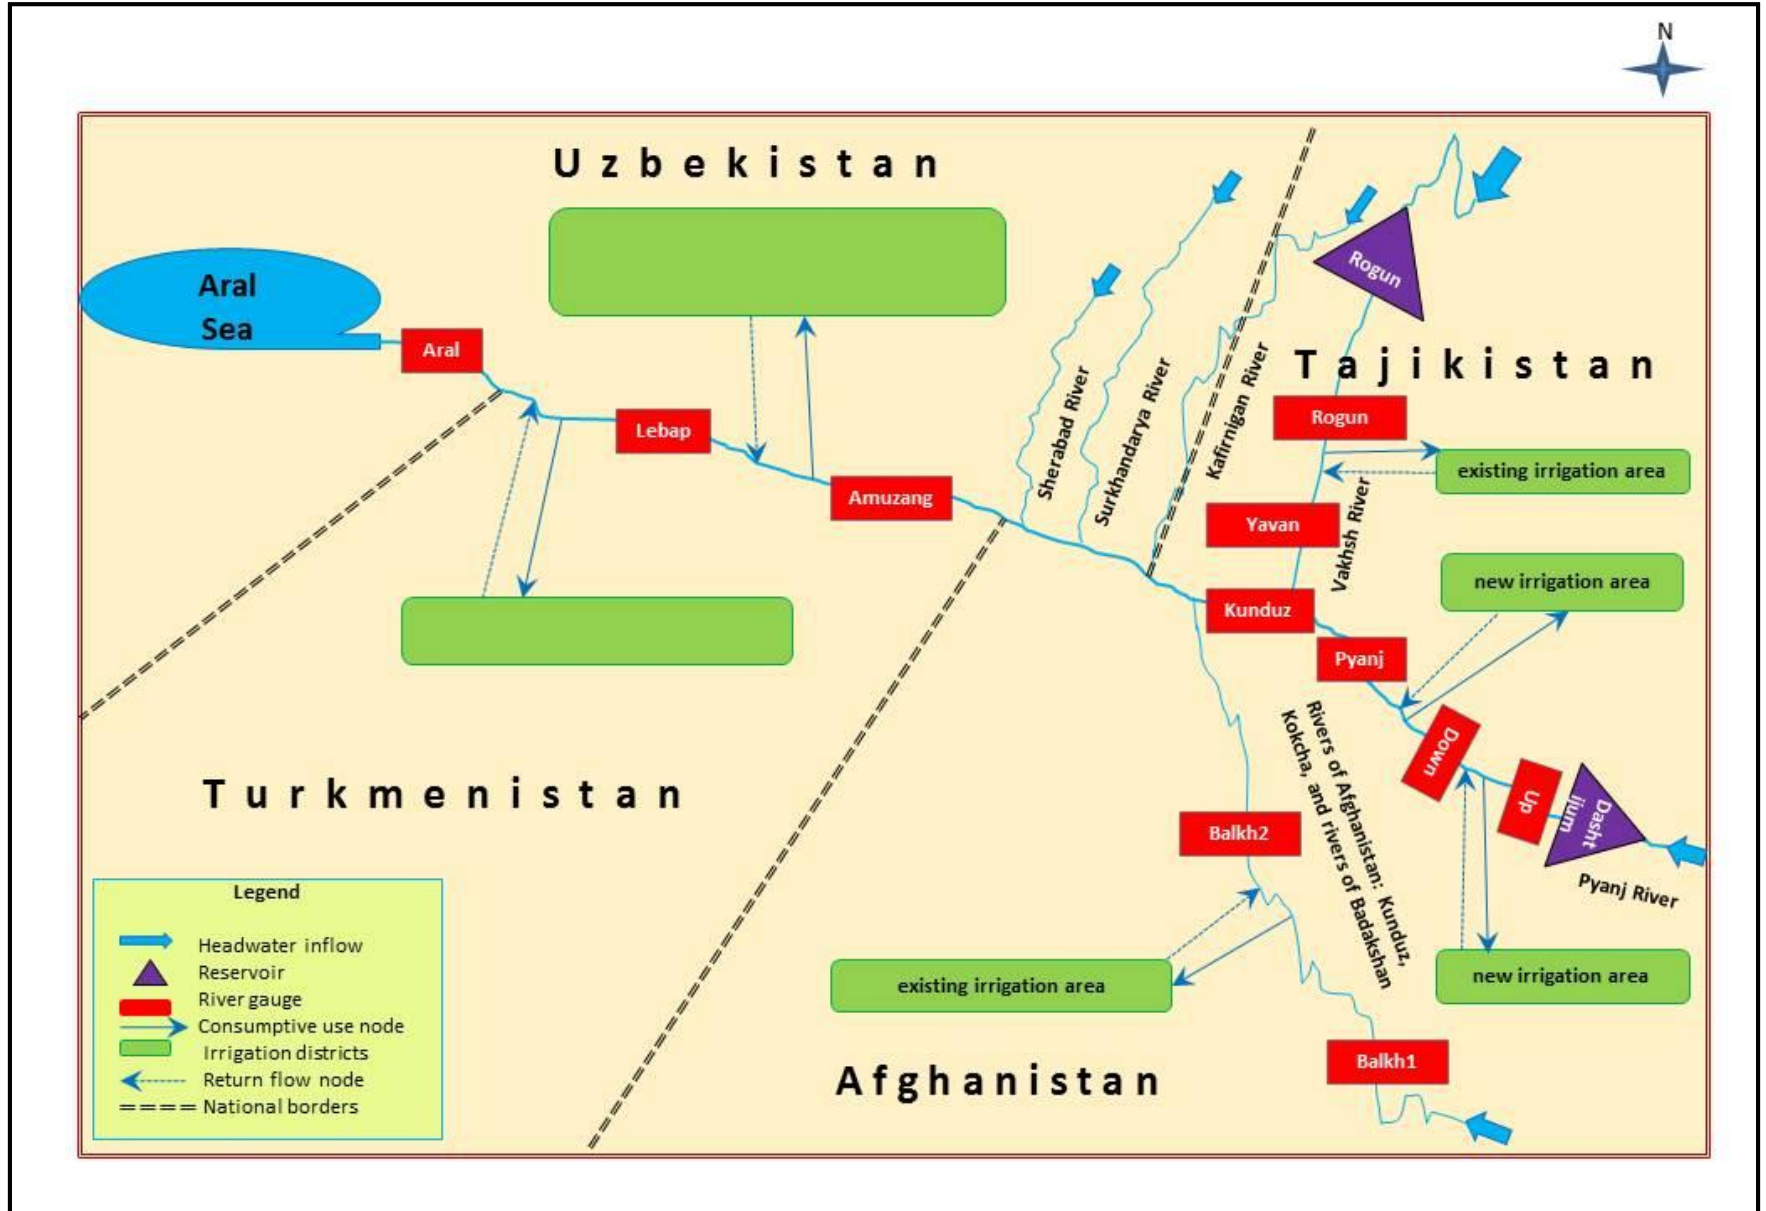 N
Uzbekistan
Aral
Sea
Aral
Lebap
Amuzang
Sherabad River
Surkhandarya River
Kafirnigan River
Rogun
Tajikistan
Rogun
existing irrigation area
Yavan
Vakhsh River
new irrigation area
Kunduz
Pyanj
Down
Up
Dasht
ijum
Pyanj River
Rivers of Afghanistan: Kunduz,
Kokcha, and rivers of Badakshan
Turkmenistan
Balkh2
existing irrigation area
new irrigation area
Balkh1
Afghanistan
Legend
Headwater inflow
Reservoir
River gauge
Consumptive use node
Irrigation districts
Return flow node
National borders